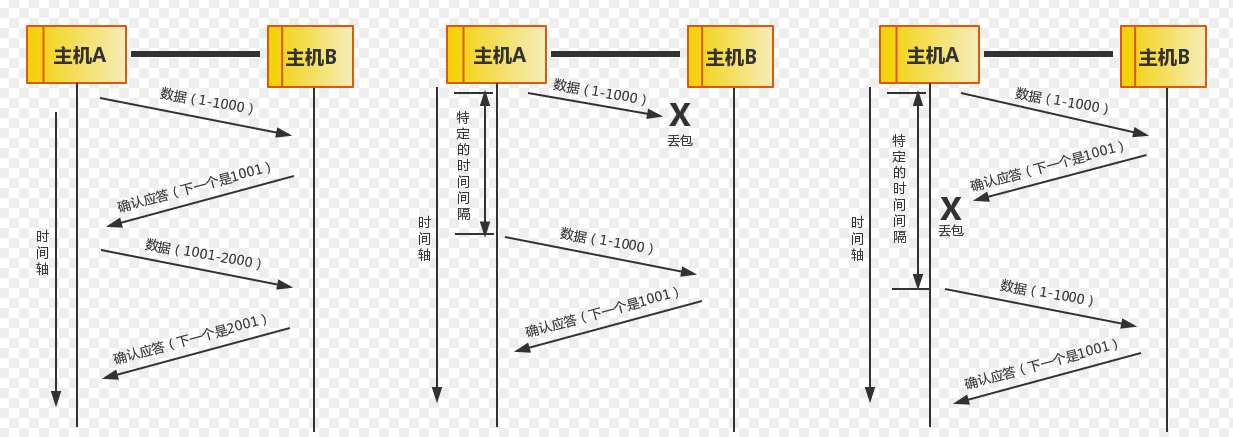 主机A
主机B
数据（1-1000）
确认应答（下一个是1001）
数据（1001-2000）
确认应答（下一个是2001）
时间轴
主机A
主机B
数据（1-1000）
X
丢包
特定的时间间隔
数据（1-1000）
确认应答（下一个是1001）
时间轴
主机A
主机B
数据（1-1000）
确认应答（下一个是1001）
X
丢包
特定的时间间隔
数据（1-1000）
确认应答（下一个是1001）
时间轴